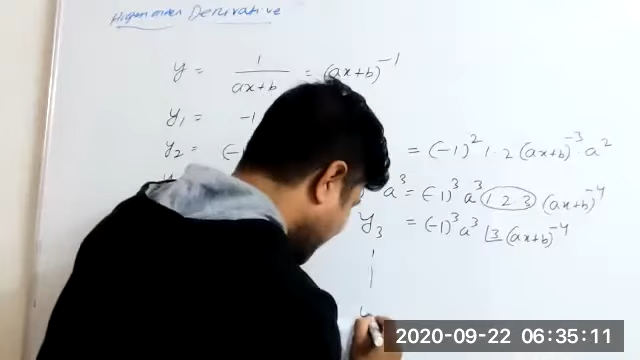 Higher order Derivative
y = 1/(ax+b) = (ax+b)^-1
y₁ = -1
y₂ = (-1) = (-1)^2 1·2 (ax+b)^-3 · a^2
a^3 = (-1)^3 a^3 (1 2 3) (ax+b)^-4
y₃ = (-1)^3 a^3 |3 (ax+b)^-4
2020-09-22 06:35:11